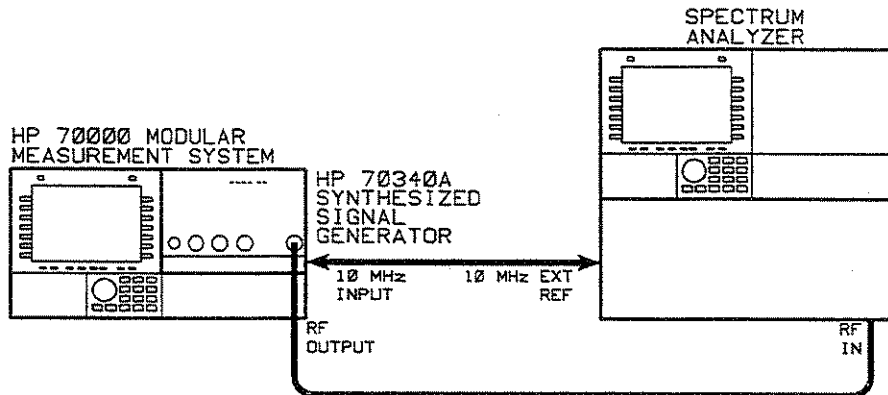 SPECTRUM
ANALYZER
HP 70000 MODULAR
MEASUREMENT SYSTEM
HP 70340A
SYNTHESIZED
SIGNAL
GENERATOR
10 MHz
INPUT
10 MHz EXT
REF
RF
OUTPUT
RF
IN